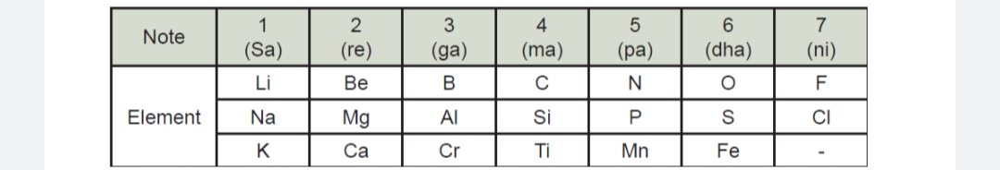 Note 1 (Sa) 2 (re) 3 (ga) 4 (ma) 5 (pa) 6 (dha) 7 (ni)
Element Li Be B C N O F
Na Mg Al Si P S Cl
K Ca Cr Ti Mn Fe -